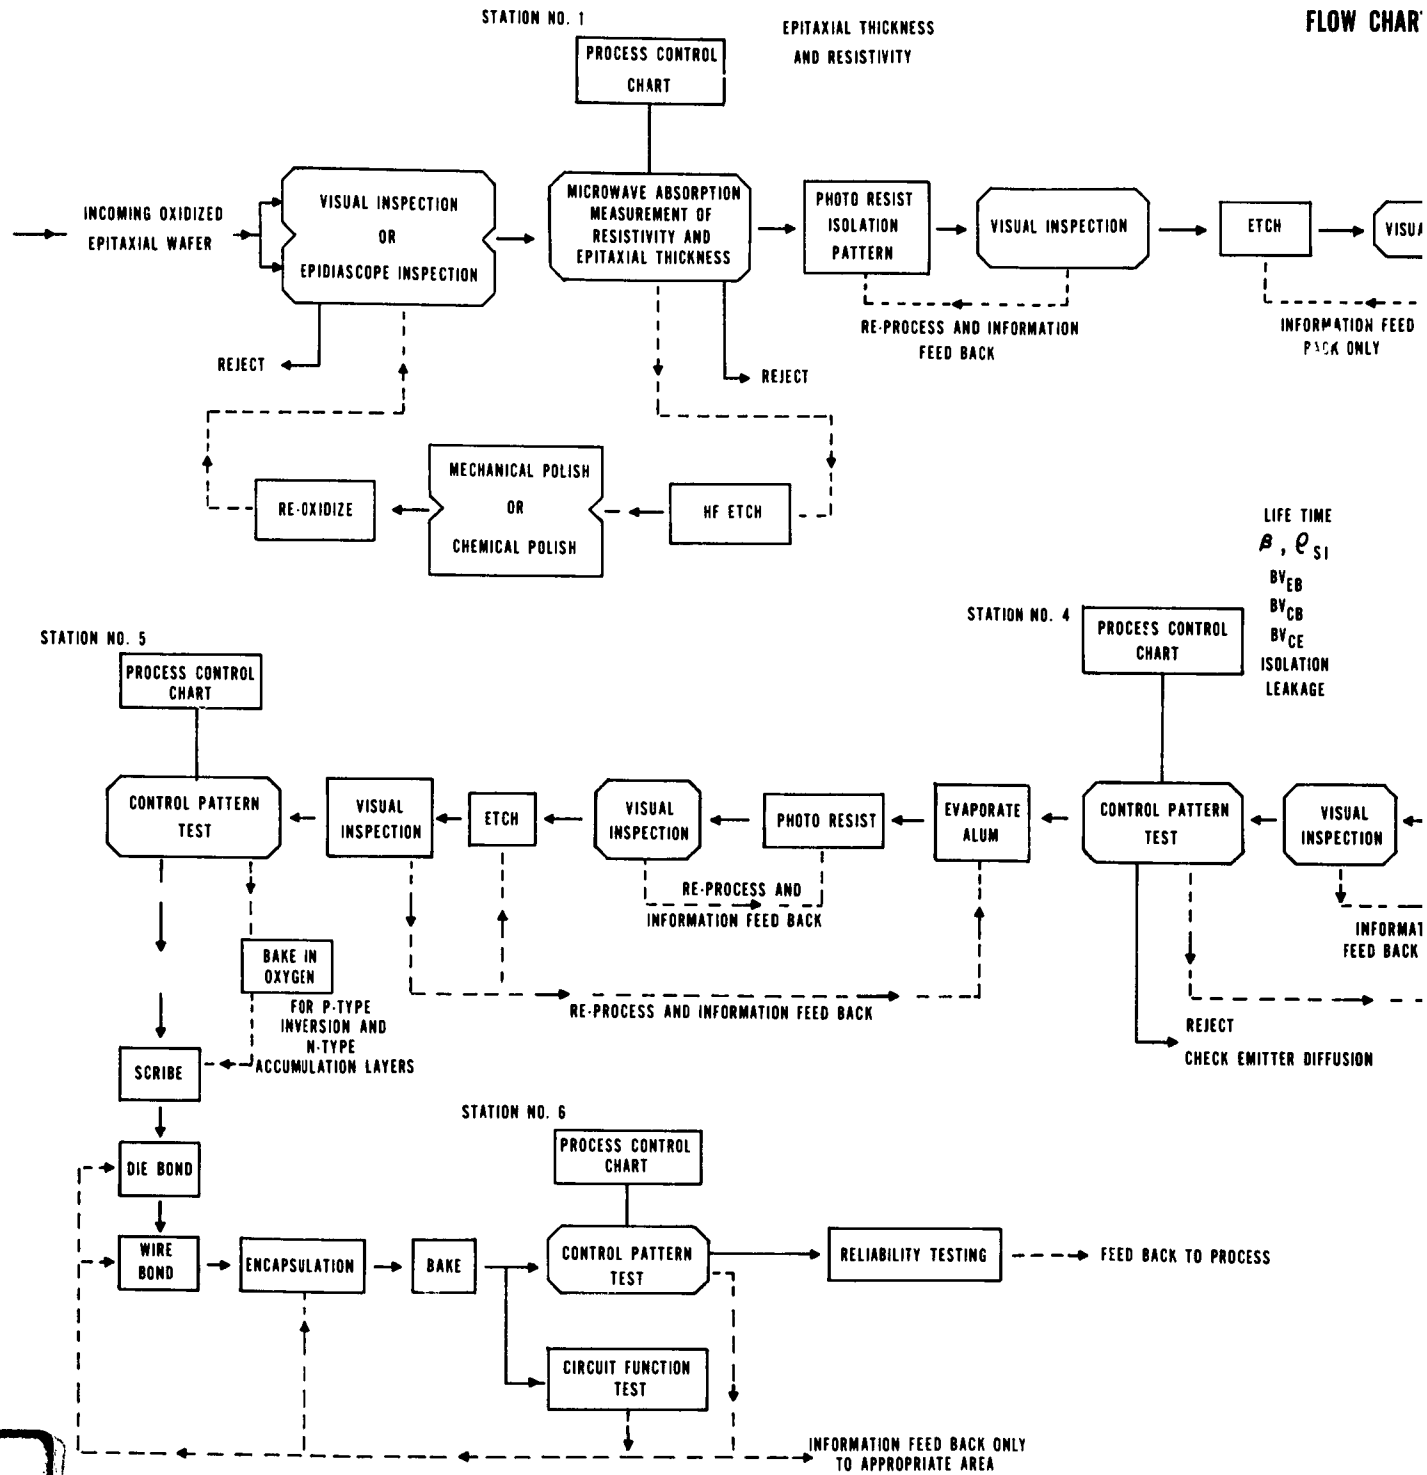 STATION NO. 1
EPITAXIAL THICKNESS
AND RESISTIVITY
FLOW CHAR
PROCESS CONTROL
CHART
INCOMING OXIDIZED
EPITAXIAL WAFER
VISUAL INSPECTION
OR
EPIDIASCOPE INSPECTION
MICROWAVE ABSORPTION
MEASUREMENT OF
RESISTIVITY AND
EPITAXIAL THICKNESS
PHOTO RESIST
ISOLATION
PATTERN
VISUAL INSPECTION
ETCH
VISUA
RE-PROCESS AND INFORMATION
FEED BACK
INFORMATION FEED
BACK ONLY
REJECT
REJECT
RE-OXIDIZE
MECHANICAL POLISH
OR
CHEMICAL POLISH
HF ETCH
LIFE TIME
β, ρSI
BVEB
BVCB
BVCE
ISOLATION
LEAKAGE
STATION NO. 4
PROCESS CONTROL
CHART
STATION NO. 5
PROCESS CONTROL
CHART
CONTROL PATTERN
TEST
VISUAL
INSPECTION
ETCH
VISUAL
INSPECTION
PHOTO RESIST
EVAPORATE
ALUM
CONTROL PATTERN
TEST
VISUAL
INSPECTION
RE-PROCESS AND
INFORMATION FEED BACK
INFORMAT
FEED BACK
BAKE IN
OXYGEN
FOR P-TYPE
INVERSION AND
N-TYPE
ACCUMULATION LAYERS
RE-PROCESS AND INFORMATION FEED BACK
REJECT
CHECK EMITTER DIFFUSION
SCRIBE
STATION NO. 6
PROCESS CONTROL
CHART
DIE BOND
WIRE
BOND
ENCAPSULATION
BAKE
CONTROL PATTERN
TEST
RELIABILITY TESTING
FEED BACK TO PROCESS
CIRCUIT FUNCTION
TEST
INFORMATION FEED BACK ONLY
TO APPROPRIATE AREA